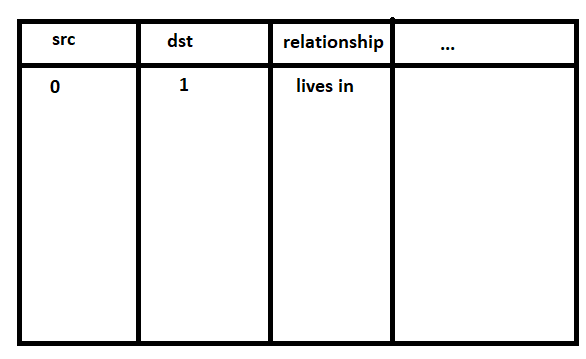 src dst relationship ...
0 1 lives in